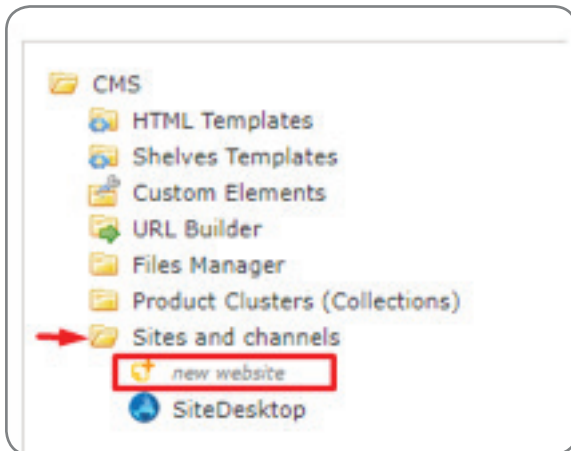 CMS
HTML Templates
Shelves Templates
Custom Elements
URL Builder
Files Manager
Product Clusters (Collections)
Sites and channels
new website
SiteDesktop